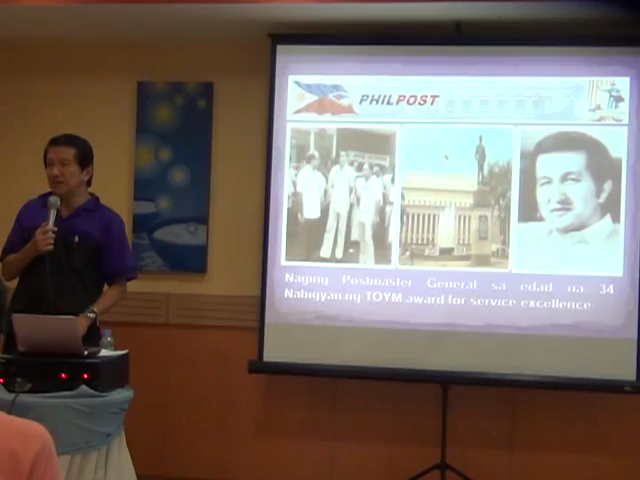 PHILPOST
Naging Postmaster General sa edad na 34
Nabigyan ng TOYM award for service excellence